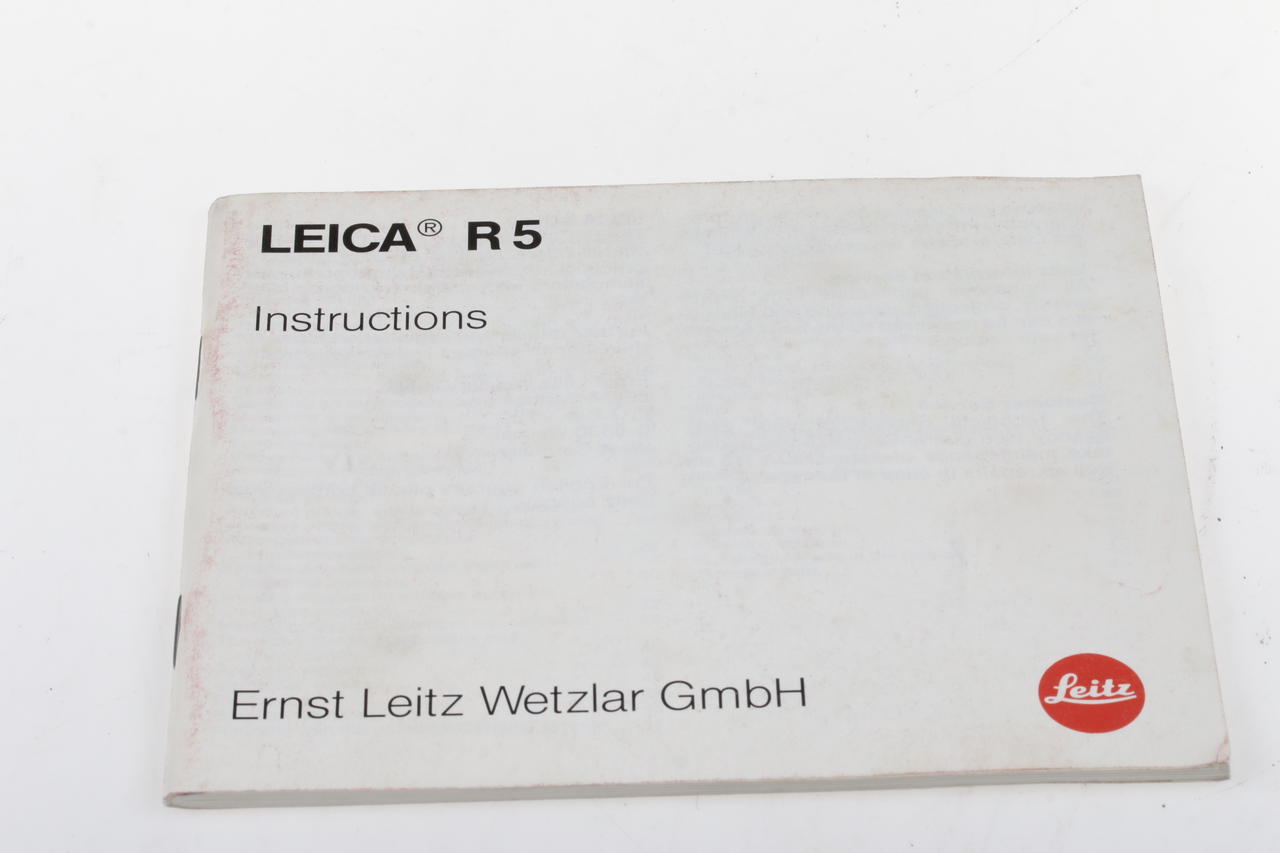 LEICA® R5
Instructions
Ernst Leitz Wetzlar GmbH
Leitz